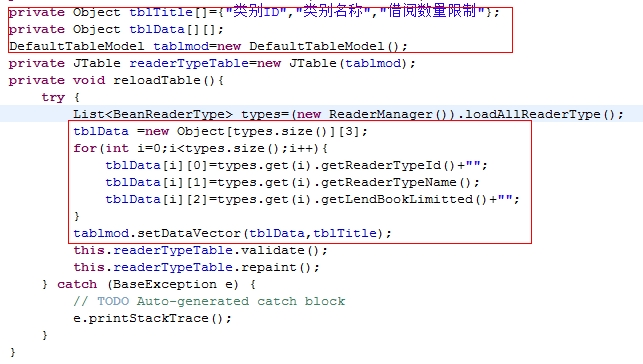 private Object tblTitle[]={"类别ID","类别名称","借阅数量限制"};
private Object tblData[][];
DefaultTableModel tablmod=new DefaultTableModel();
private JTable readerTypeTable=new JTable(tablmod);
private void reloadTable(){
try {
List<BeanReaderType> types=(new ReaderManager()).loadAllReaderType();
tblData =new Object[types.size()][3];
for(int i=0;i<types.size();i++){
tblData[i][0]=types.get(i).getReaderTypeId()+"";
tblData[i][1]=types.get(i).getReaderTypeName();
tblData[i][2]=types.get(i).getLendBookLimitted()+"";
}
tablmod.setDataVector(tblData,tblTitle);
this.readerTypeTable.validate();
this.readerTypeTable.repaint();
} catch (BaseException e) {
// TODO Auto-generated catch block
e.printStackTrace();
}
}